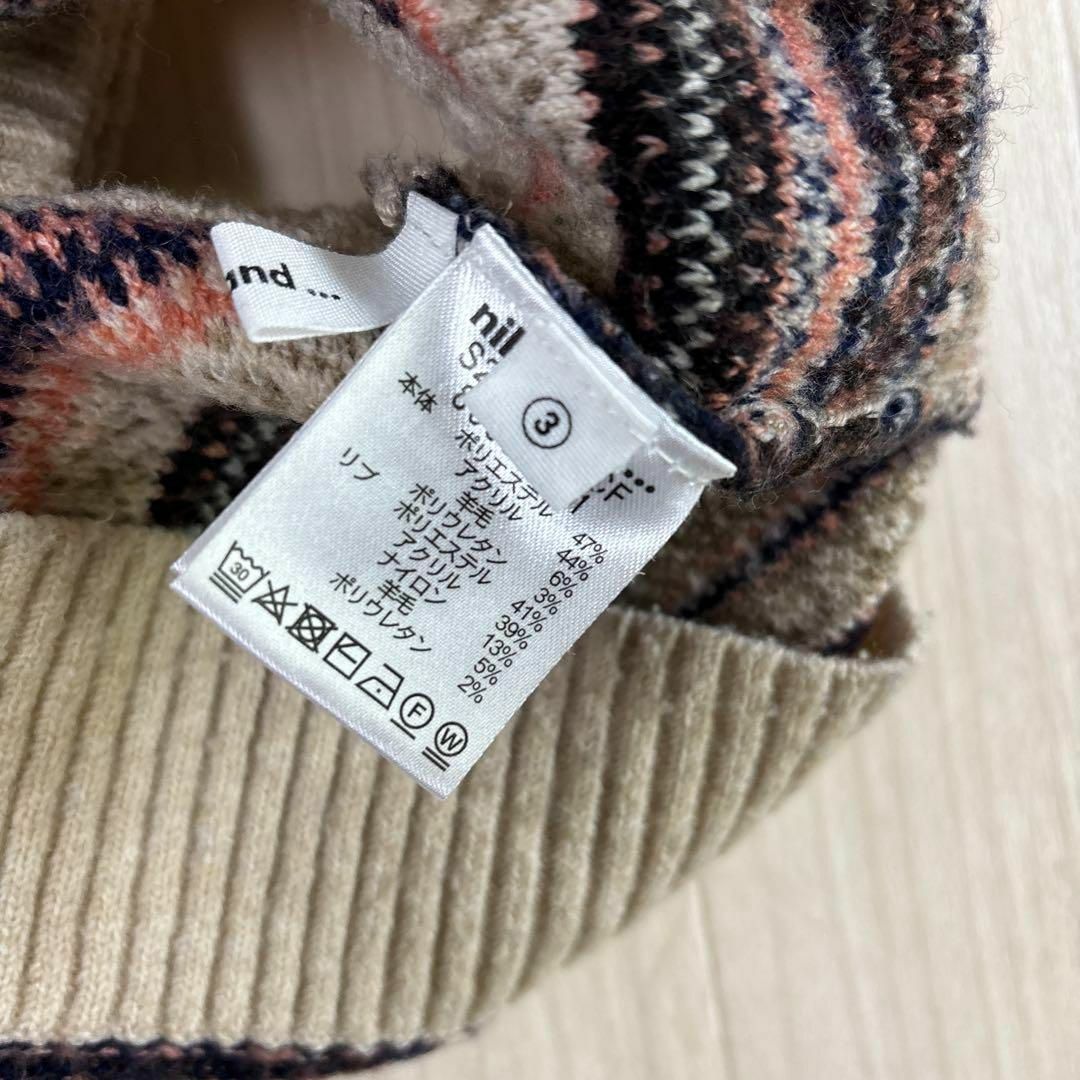 and ...
nil
3
本体
ポリエステル 47%
アクリル 44%
羊毛 6%
ポリウレタン 3%
リブ
ポリエステル 41%
アクリル 39%
ナイロン 13%
羊毛 5%
ポリウレタン 2%
30
F
W